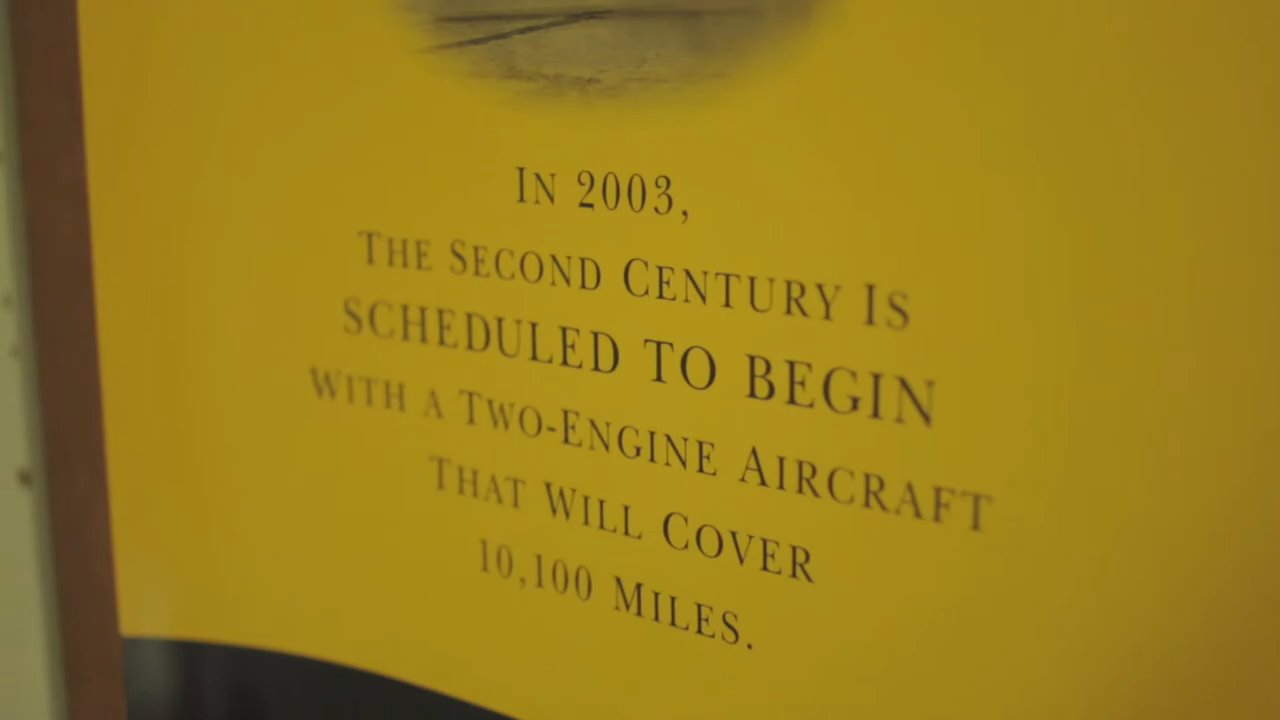 In 2003,
The Second Century Is
SCHEDULED TO BEGIN
With a Two-Engine Aircraft
That Will Cover
10,100 Miles.